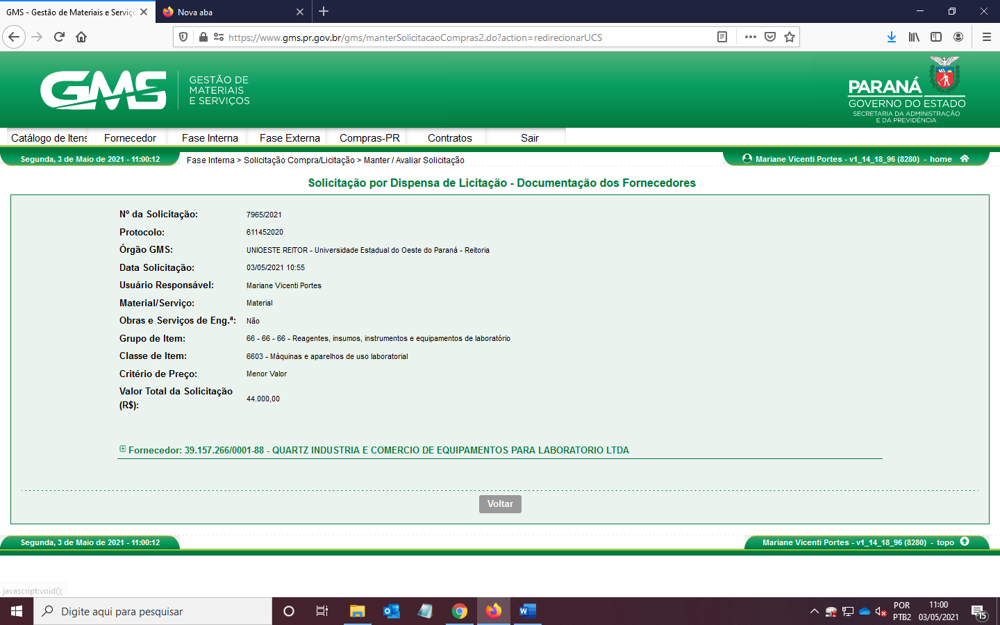 GMS - Gestão de Materiais e Serviço
Nova aba
https://www.gms.pr.gov.br/gms/manterSolicitacaoCompras2.do?action=redirecionarUCS
GMS
GESTÃO DE
MATERIAIS
E SERVIÇOS
PARANÁ
GOVERNO DO ESTADO
SECRETARIA DA ADMINISTRAÇÃO
E DA PREVIDÊNCIA
Catálogo de Itens Fornecedor Fase Interna Fase Externa Compras-PR Contratos Sair
Segunda, 3 de Maio de 2021 - 11:00:12
Fase Interna > Solicitação Compra/Licitação > Manter / Avaliar Solicitação
Mariane Vicenti Portes - v1_14_18_96 (8280) - home
Solicitação por Dispensa de Licitação - Documentação dos Fornecedores
Nº da Solicitação: 7965/2021
Protocolo: 611452020
Órgão GMS: UNIOESTE REITOR - Universidade Estadual do Oeste do Paraná - Reitoria
Data Solicitação: 03/05/2021 10:55
Usuário Responsável: Mariane Vicenti Portes
Material/Serviço: Material
Obras e Serviços de Eng.ª: Não
Grupo de Item: 66 - 66 - 66 - Reagentes, insumos, instrumentos e equipamentos de laboratório
Classe de Item: 6603 - Máquinas e aparelhos de uso laboratorial
Critério de Preço: Menor Valor
Valor Total da Solicitação
(R$): 44.000,00
Fornecedor: 39.157.266/0001-88 - QUARTZ INDUSTRIA E COMERCIO DE EQUIPAMENTOS PARA LABORATORIO LTDA
Voltar
Segunda, 3 de Maio de 2021 - 11:00:12
Mariane Vicenti Portes - v1_14_18_96 (8280) - topo
javascript:void();
Digite aqui para pesquisar
POR
PTB2
11:00
03/05/2021
15